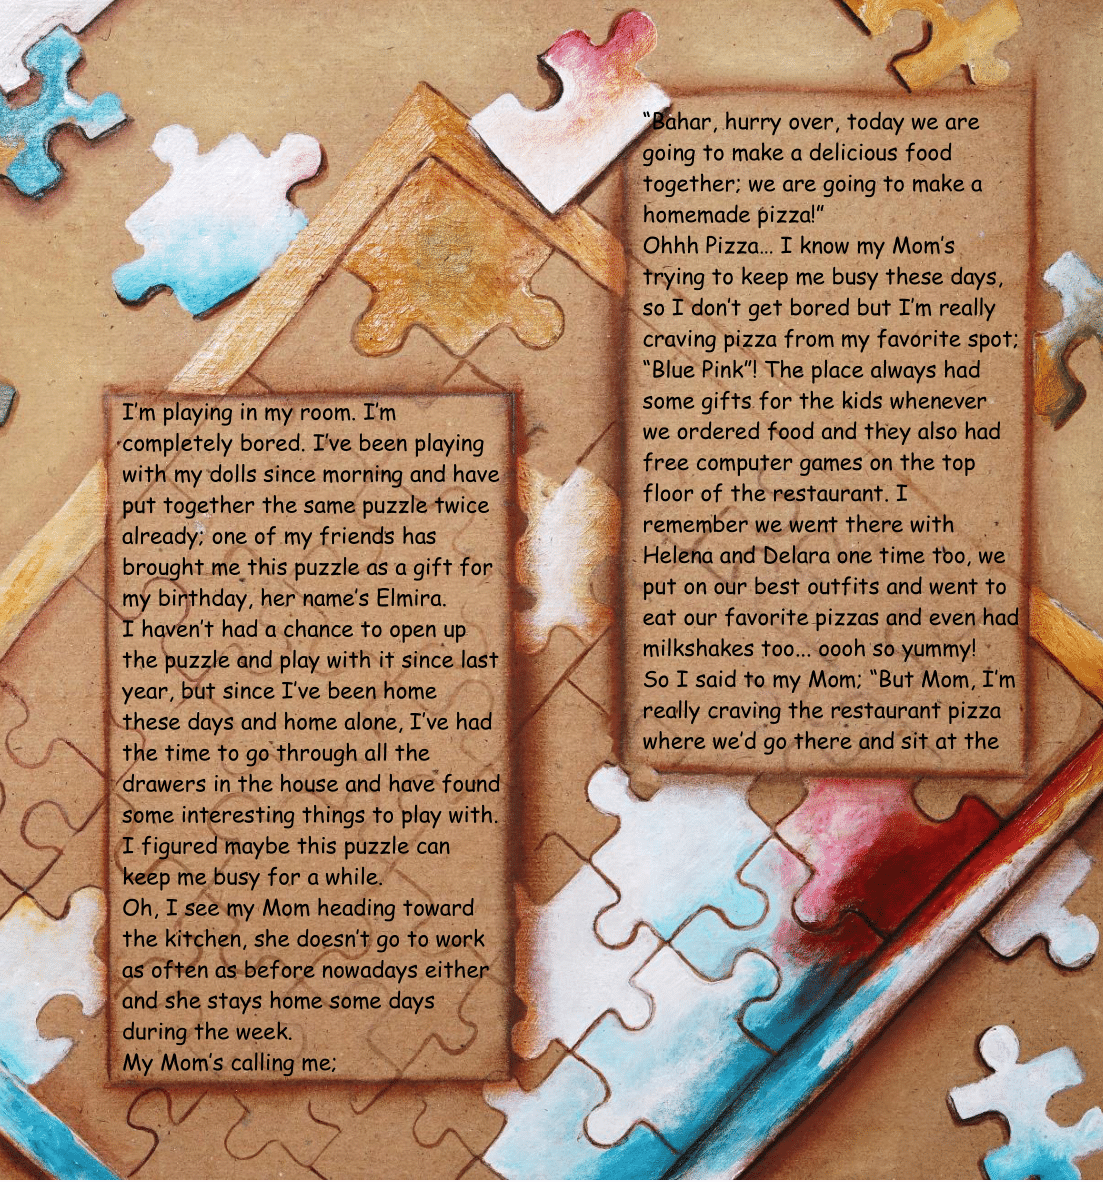 I'm playing in my room. I'm
completely bored. I've been playing
with my dolls since morning and have
put together the same puzzle twice
already; one of my friends has
brought me this puzzle as a gift for
my birthday, her name's Elmira.
I haven't had a chance to open up
the puzzle and play with it since last
year, but since I've been home
these days and home alone, I've had
the time to go through all the
drawers in the house and have found
some interesting things to play with.
I figured maybe this puzzle can
keep me busy for a while.
Oh, I see my Mom heading toward
the kitchen, she doesn't go to work
as often as before nowadays either
and she stays home some days
during the week.
My Mom's calling me;
“Bahar, hurry over, today we are
going to make a delicious food
together; we are going to make a
homemade pizza!”
Ohhh Pizza... I know my Mom's
trying to keep me busy these days,
so I don't get bored but I'm really
craving pizza from my favorite spot;
“Blue Pink”! The place always had
some gifts for the kids whenever
we ordered food and they also had
free computer games on the top
floor of the restaurant. I
remember we went there with
Helena and Delara one time too, we
put on our best outfits and went to
eat our favorite pizzas and even had
milkshakes too... oooh so yummy!
So I said to my Mom; “But Mom, I'm
really craving the restaurant pizza
where we'd go there and sit at the